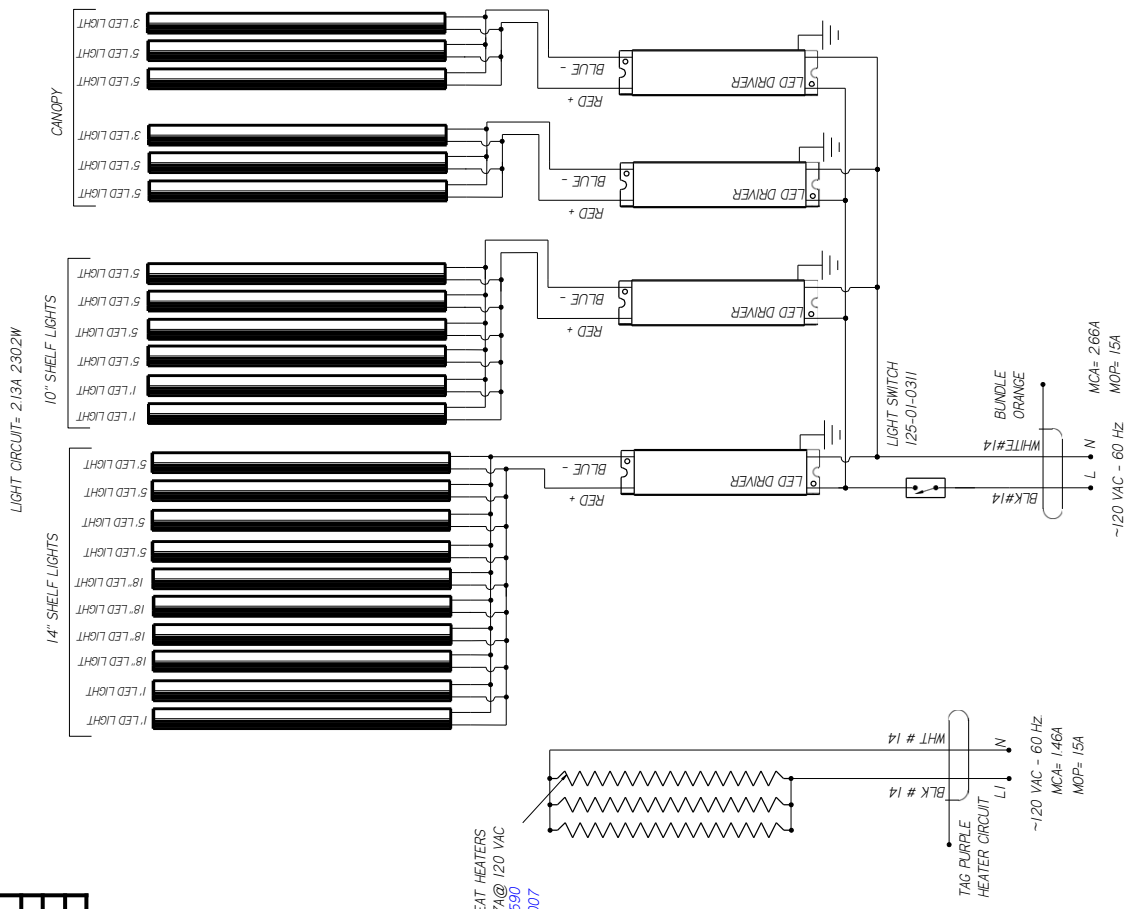 LIGHT CIRCUIT= 2.13A 230.2W
CANOPY
3' LED LIGHT
5' LED LIGHT
5' LED LIGHT
3' LED LIGHT
5' LED LIGHT
5' LED LIGHT
10" SHELF LIGHTS
5' LED LIGHT
5' LED LIGHT
5' LED LIGHT
5' LED LIGHT
1' LED LIGHT
1' LED LIGHT
14" SHELF LIGHTS
5' LED LIGHT
5' LED LIGHT
5' LED LIGHT
5' LED LIGHT
18" LED LIGHT
18" LED LIGHT
18" LED LIGHT
18" LED LIGHT
1' LED LIGHT
1' LED LIGHT
BLUE -
RED +
LED DRIVER
BLUE -
RED +
LED DRIVER
BLUE -
RED +
LED DRIVER
BLUE -
RED +
LED DRIVER
LIGHT SWITCH
125-01-0311
BUNDLE
ORANGE
WHITE#14
BLK#14
N
L
~120 VAC - 60 Hz
MCA= 2.66A
MOP= 15A
EAT HEATERS
7A@ 120 VAC
590
007
WHT # 14
BLK # 14
N
L1
TAG PURPLE
HEATER CIRCUIT
~120 VAC - 60 Hz.
MCA= 1.46A
MOP= 15A